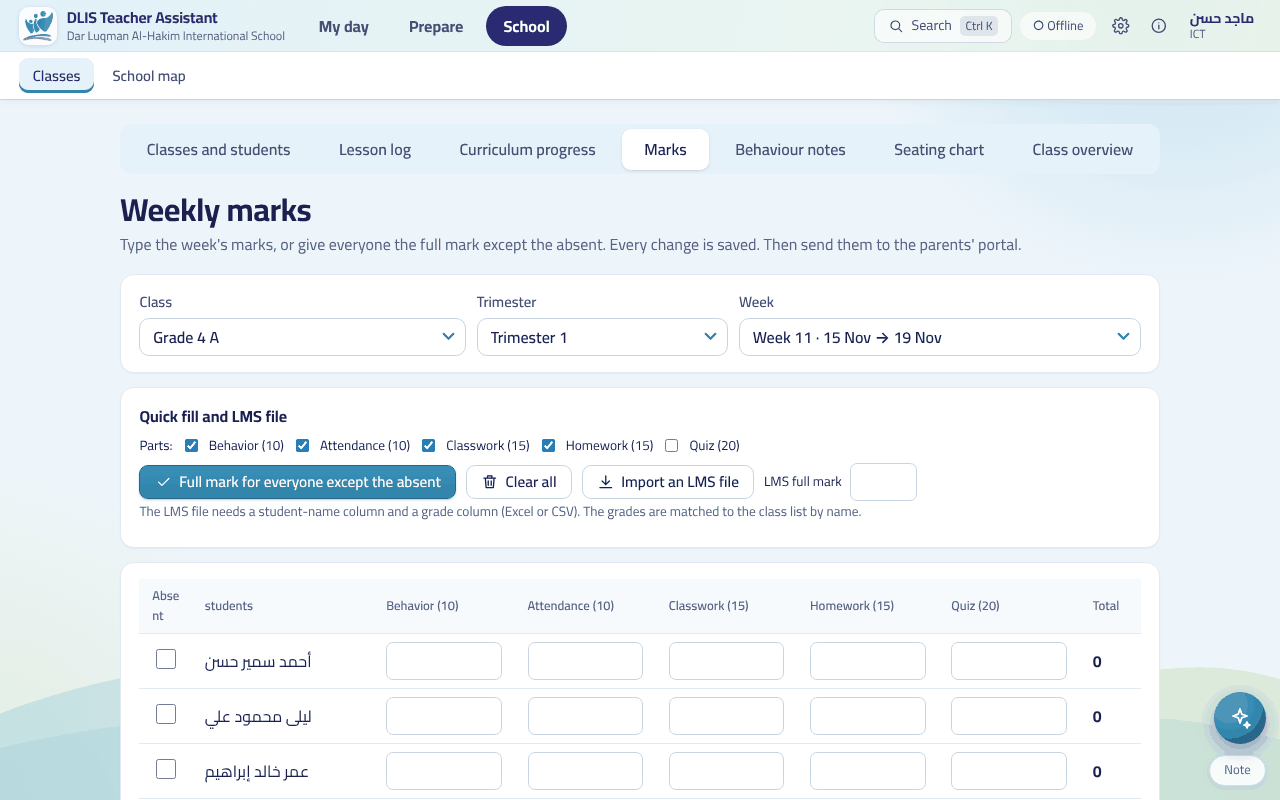 DLIS Teacher Assistant
Dar Luqman Al-Hakim International School
My day
Prepare
School
Search Ctrl K
Offline
ماجد حسن
ICT
Classes
School map
Classes and students
Lesson log
Curriculum progress
Marks
Behaviour notes
Seating chart
Class overview
Weekly marks
Type the week's marks, or give everyone the full mark except the absent. Every change is saved. Then send them to the parents' portal.
Class
Trimester
Week
Grade 4 A
Trimester 1
Week 11 · 15 Nov → 19 Nov
Quick fill and LMS file
Parts: Behavior (10) Attendance (10) Classwork (15) Homework (15) Quiz (20)
Full mark for everyone except the absent
Clear all
Import an LMS file
LMS full mark
The LMS file needs a student-name column and a grade column (Excel or CSV). The grades are matched to the class list by name.
Abse
nt
students
Behavior (10)
Attendance (10)
Classwork (15)
Homework (15)
Quiz (20)
Total
أحمد سمير حسن
0
ليلى محمود علي
0
عمر خالد إبراهيم
0
Note